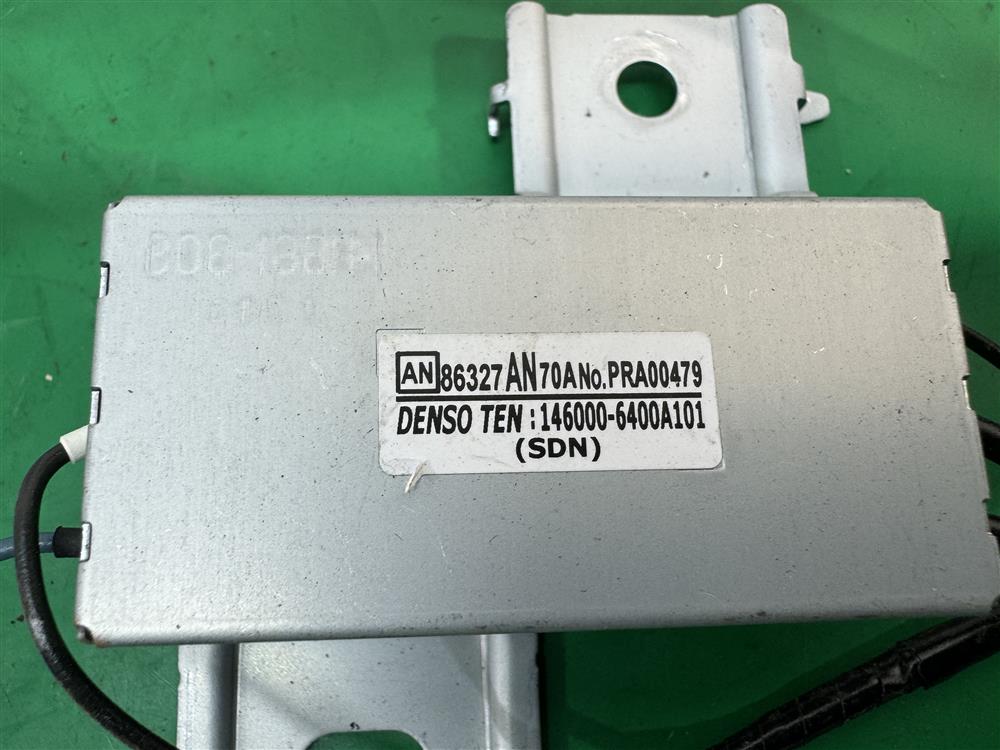 AN 86327AN70A No. PRA00479
DENSO TEN : 146000-6400A101
(SDN)